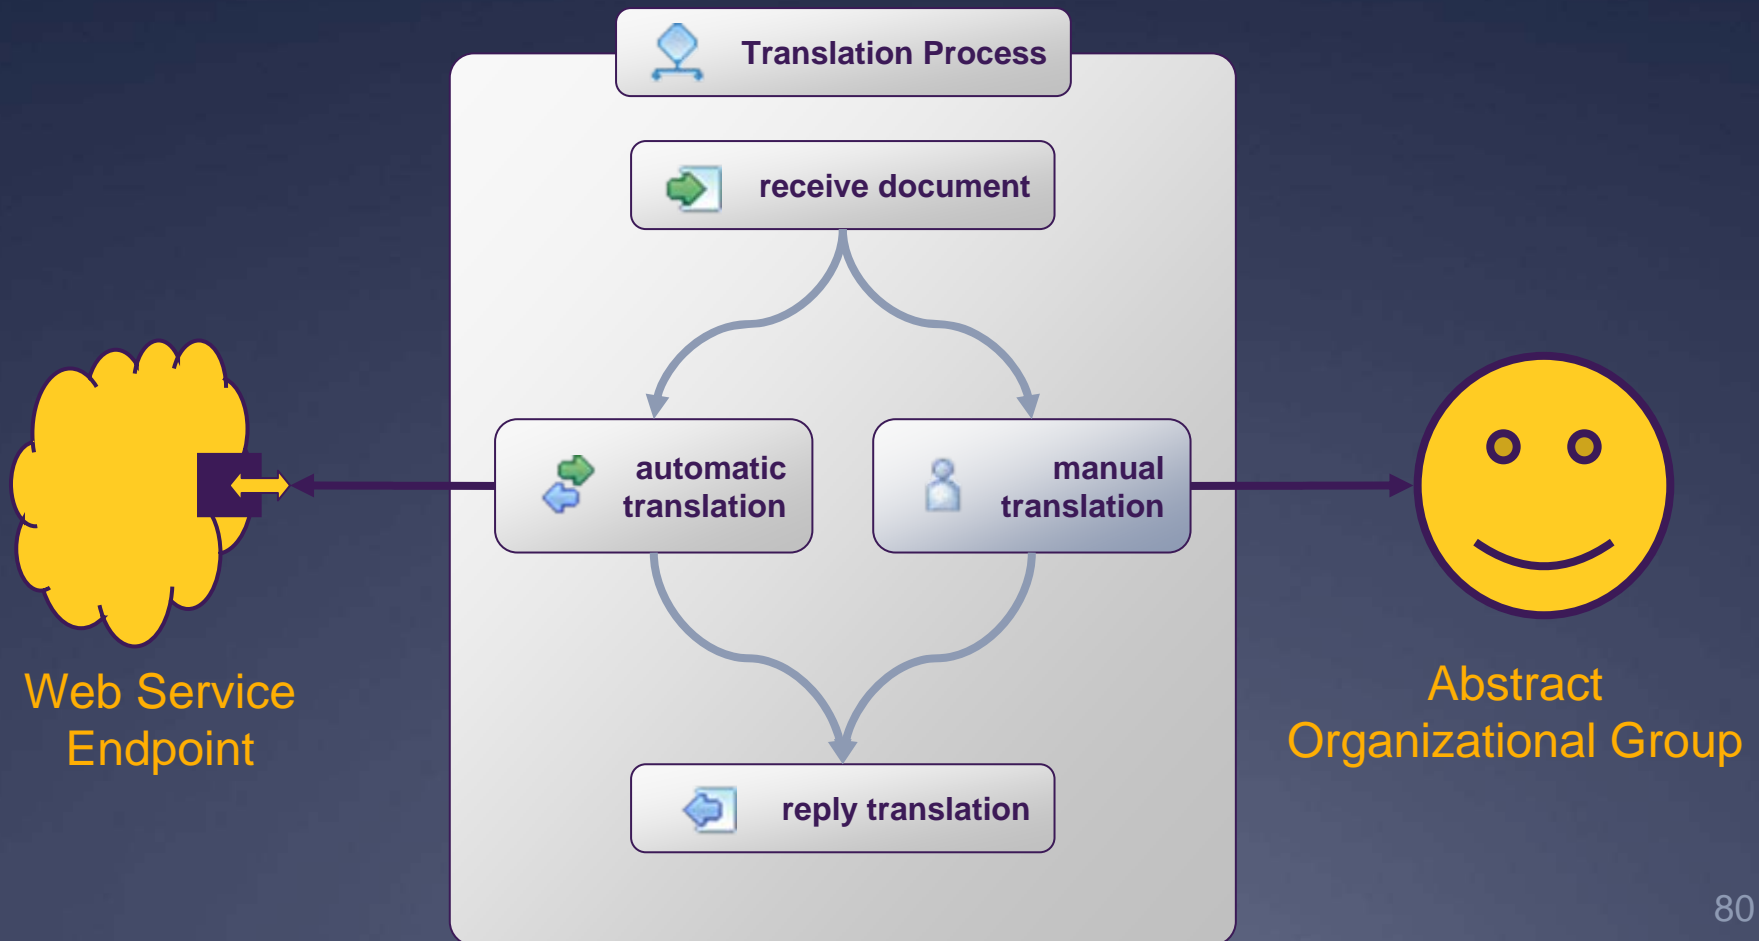 Translation Process
receive document
automatic
translation
manual
translation
Web Service
Endpoint
Abstract
Organizational Group
reply translation
80